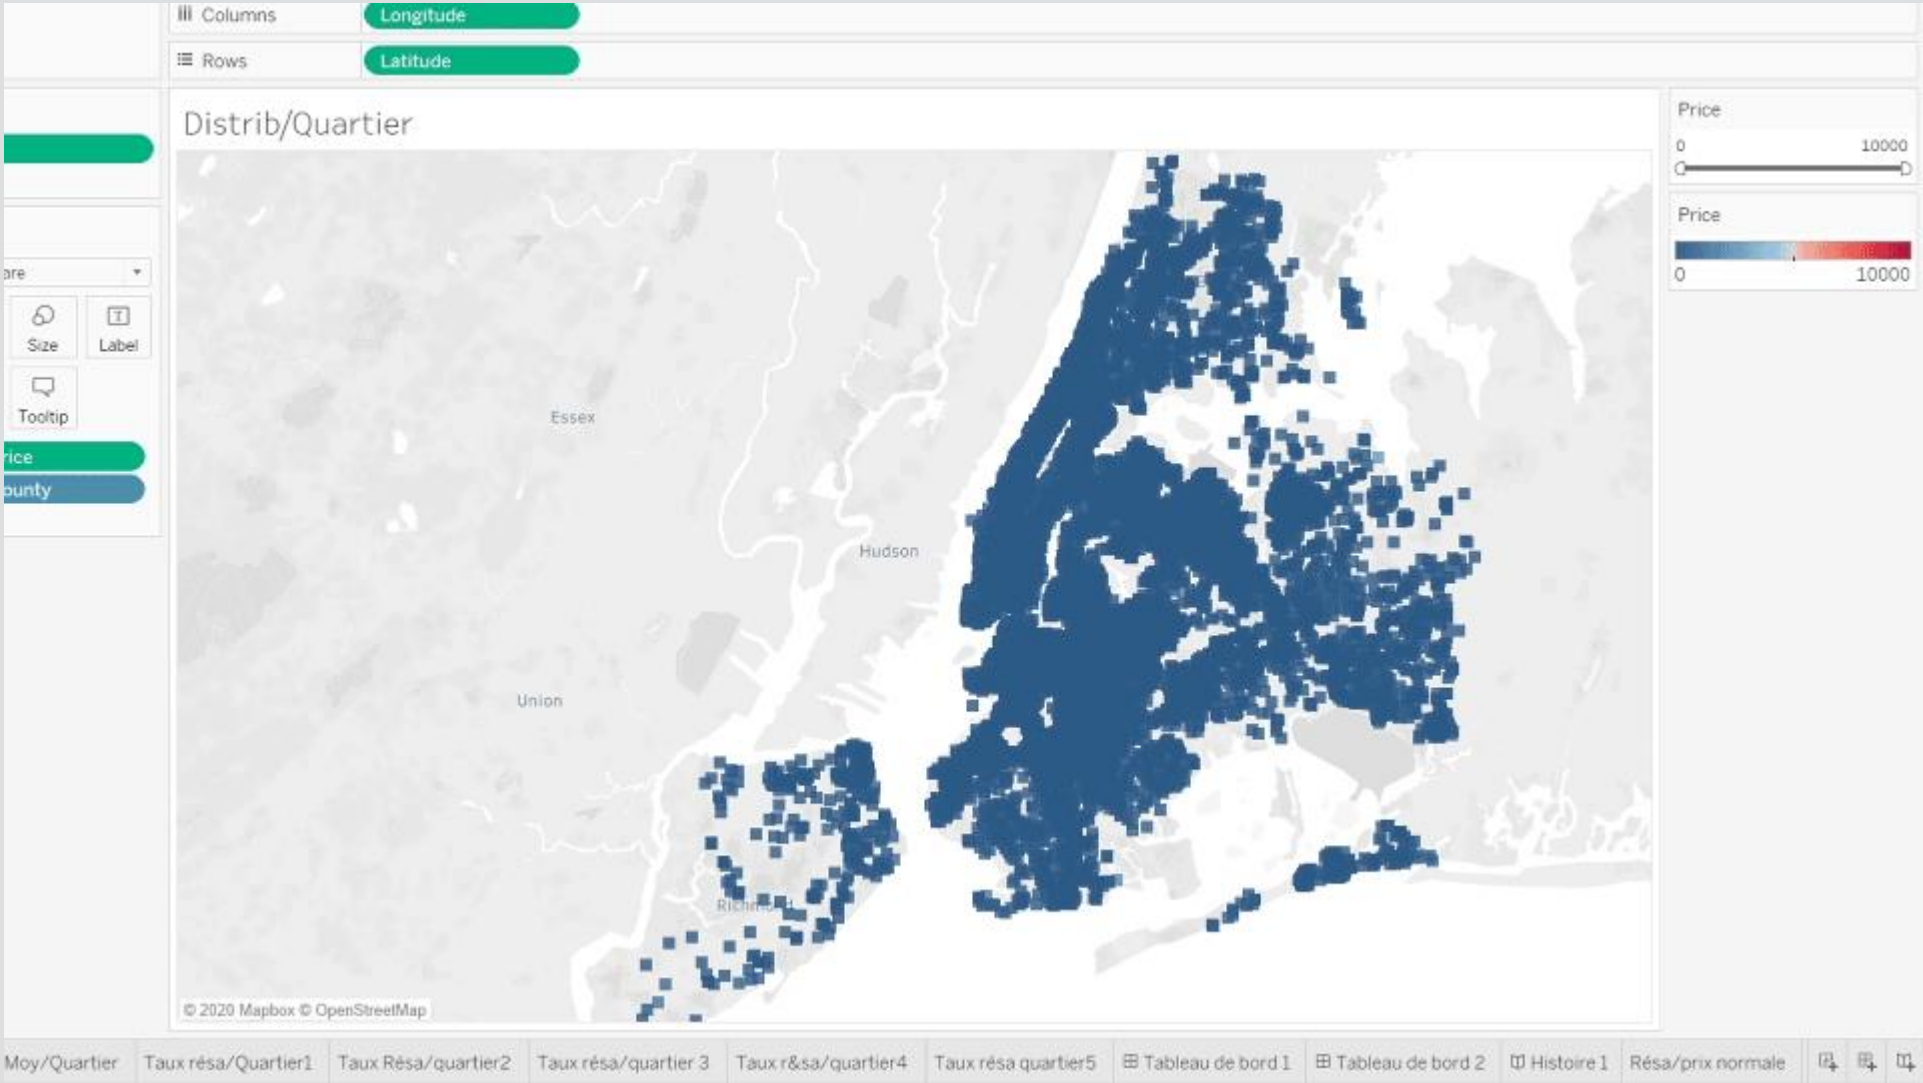 Columns
Longitude
Rows
Latitude
Distrib/Quartier
Price
0
10000
Price
0
10000
Size
Label
Tooltip
Essex
Hudson
Union
© 2020 Mapbox © OpenStreetMap
Moy/Quartier
Taux résa/Quartier1
Taux Résa/quartier2
Taux résa/quartier 3
Taux r&sa/quartier4
Taux résa quartier5
Tableau de bord 1
Tableau de bord 2
Histoire 1
Résa/prix normale